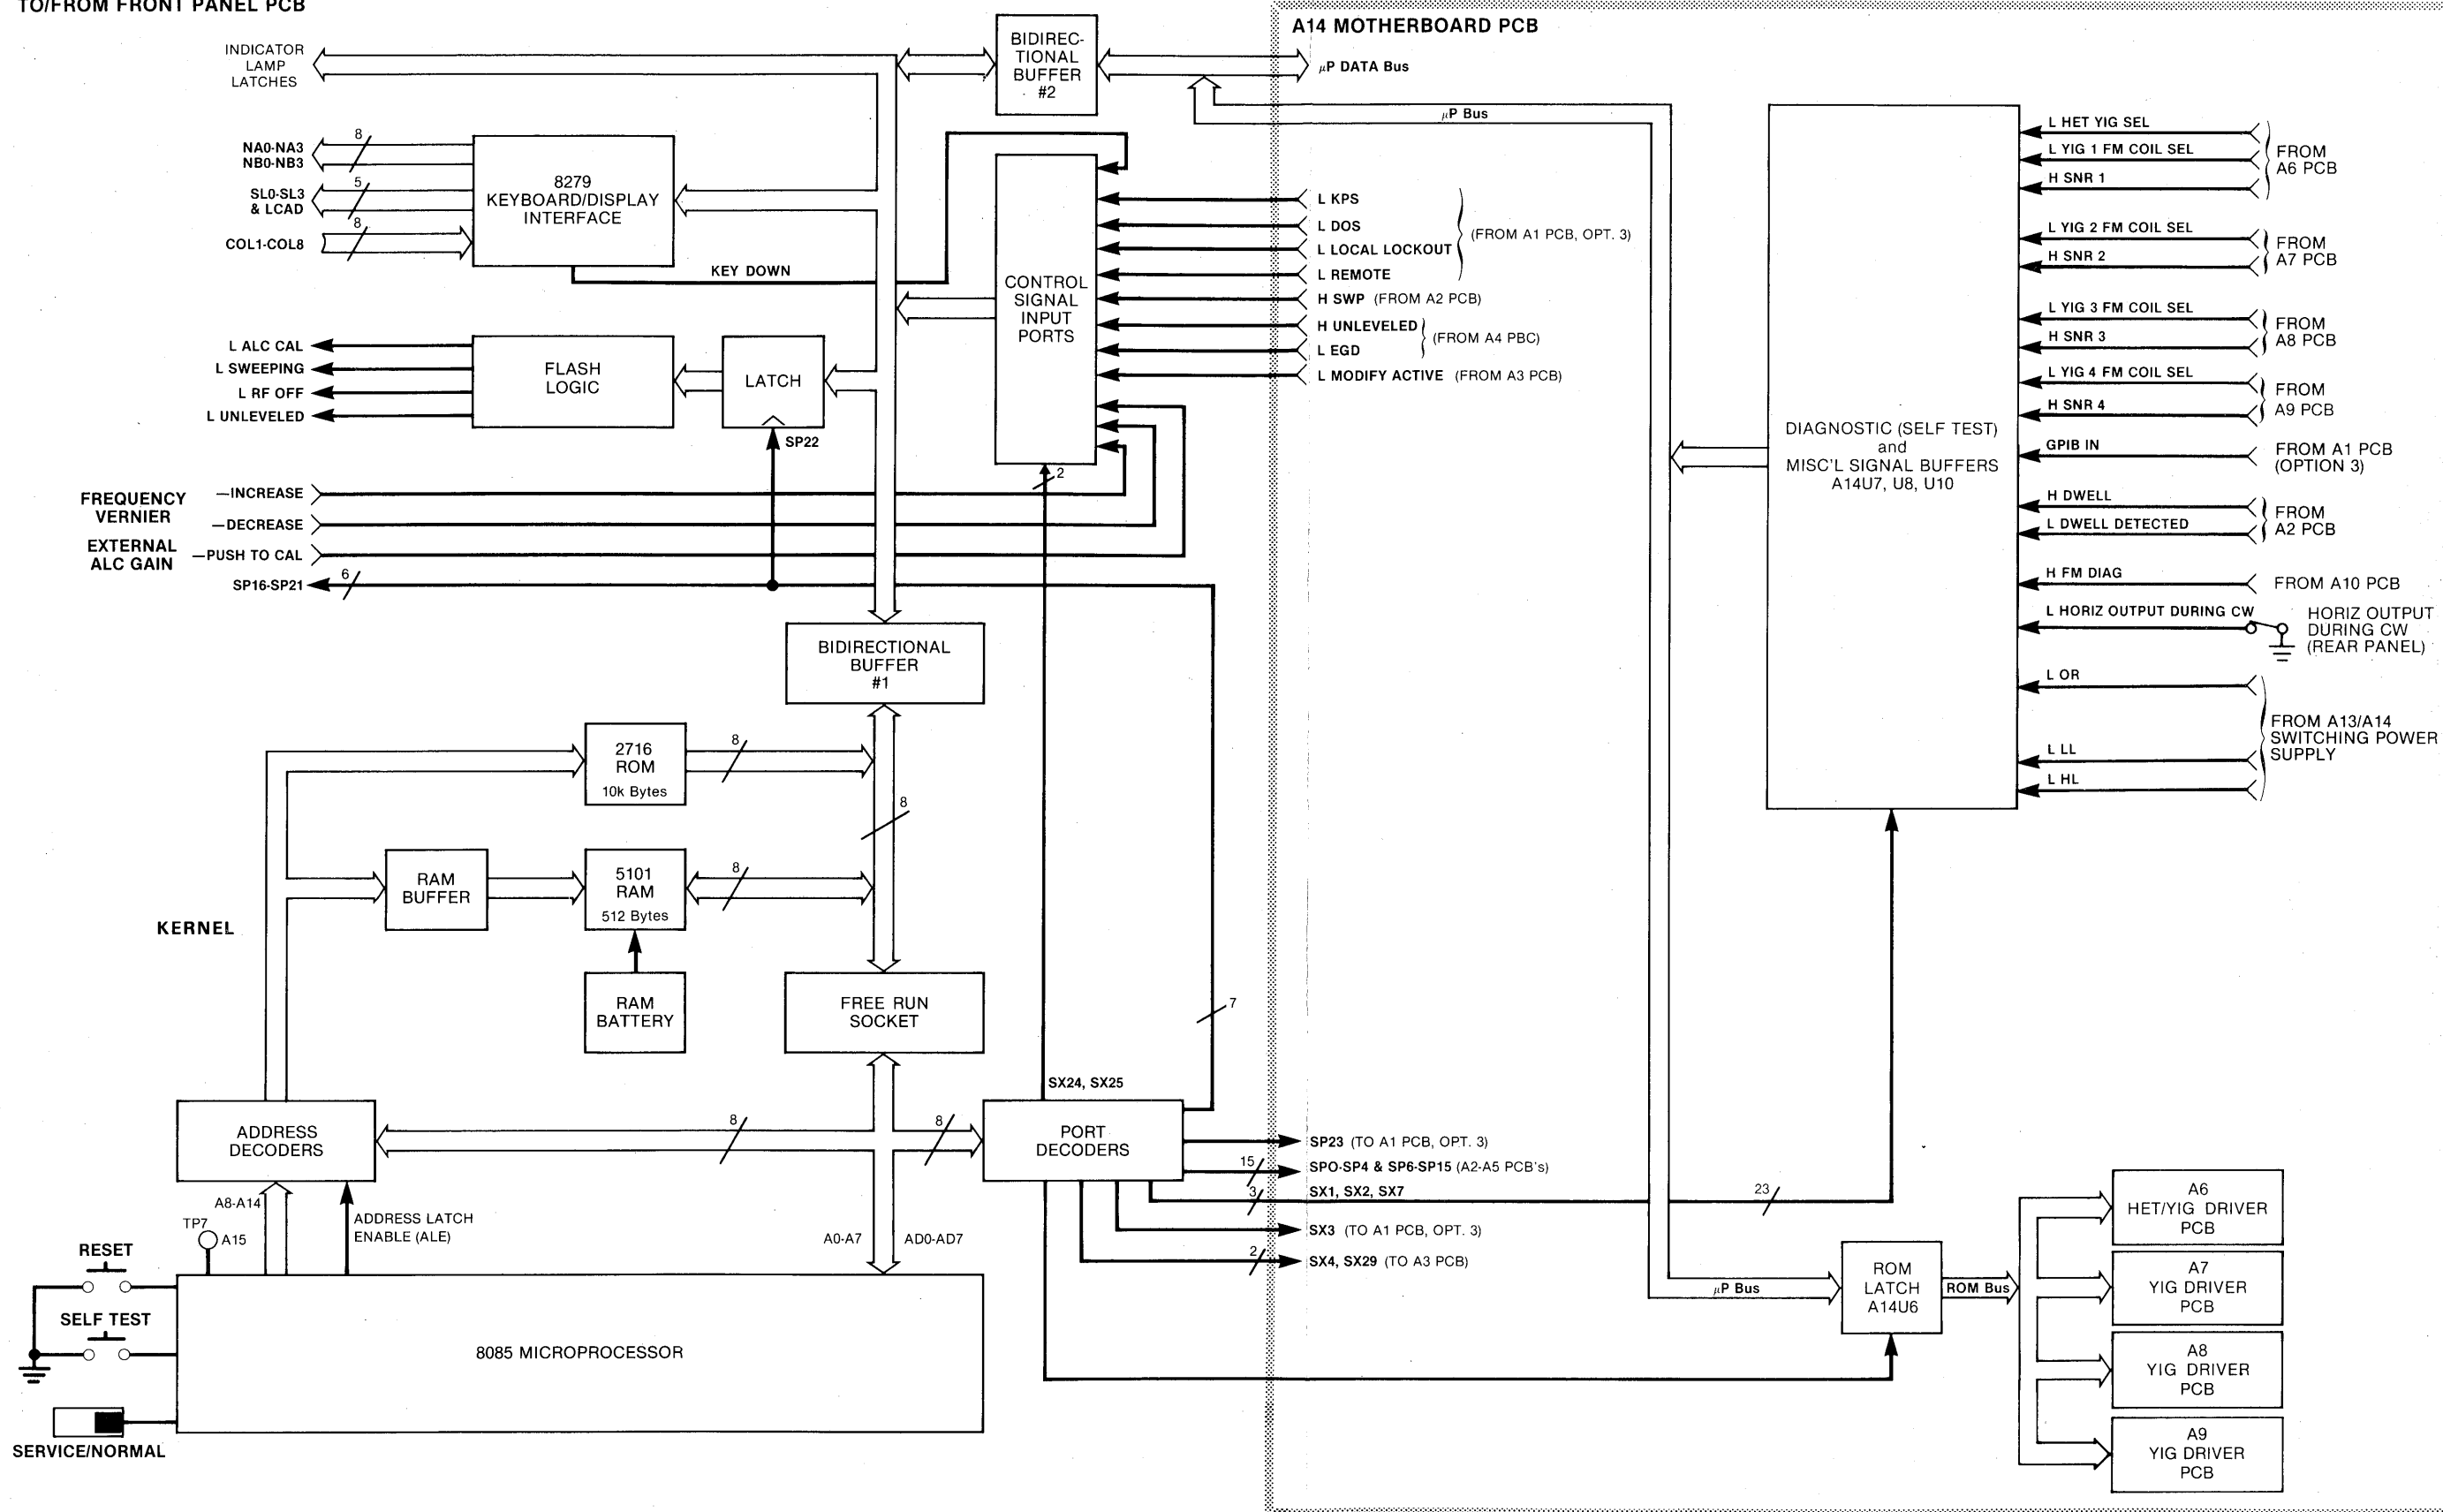 TO/FROM FRONT PANEL PCB
INDICATOR
LAMP
LATCHES
BIDIREC-
TIONAL
BUFFER
#2
A14 MOTHERBOARD PCB
µP DATA Bus
µP Bus
NA0-NA3
NB0-NB3
8
SL0-SL3
& LCAD
5
COL1-COL8
8
8279
KEYBOARD/DISPLAY
INTERFACE
KEY DOWN
CONTROL
SIGNAL
INPUT
PORTS
L KPS
L DOS
L LOCAL LOCKOUT
L REMOTE
(FROM A1 PCB, OPT. 3)
H SWP (FROM A2 PCB)
H UNLEVELED
L EGD
(FROM A4 PBC)
L MODIFY ACTIVE (FROM A3 PCB)
L ALC CAL
L SWEEPING
L RF OFF
L UNLEVELED
FLASH
LOGIC
LATCH
SP22
2
FREQUENCY
VERNIER
—INCREASE
—DECREASE
EXTERNAL
ALC GAIN
—PUSH TO CAL
SP16-SP21
6
BIDIRECTIONAL
BUFFER
#1
2716
ROM
10k Bytes
8
8
RAM
BUFFER
5101
RAM
512 Bytes
8
KERNEL
RAM
BATTERY
FREE RUN
SOCKET
7
SX24, SX25
ADDRESS
DECODERS
8
8
PORT
DECODERS
SP23 (TO A1 PCB, OPT. 3)
15
SPO-SP4 & SP6-SP15 (A2-A5 PCB's)
3
SX1, SX2, SX7
23
SX3 (TO A1 PCB, OPT. 3)
2
SX4, SX29 (TO A3 PCB)
A8-A14
TP7
A15
ADDRESS LATCH
ENABLE (ALE)
A0-A7
AD0-AD7
RESET
SELF TEST
8085 MICROPROCESSOR
SERVICE/NORMAL
DIAGNOSTIC (SELF TEST)
and
MISC'L SIGNAL BUFFERS
A14U7, U8, U10
L HET YIG SEL
L YIG 1 FM COIL SEL
H SNR 1
FROM
A6 PCB
L YIG 2 FM COIL SEL
H SNR 2
FROM
A7 PCB
L YIG 3 FM COIL SEL
H SNR 3
FROM
A8 PCB
L YIG 4 FM COIL SEL
H SNR 4
FROM
A9 PCB
GPIB IN
FROM A1 PCB
(OPTION 3)
H DWELL
L DWELL DETECTED
FROM
A2 PCB
H FM DIAG
FROM A10 PCB
L HORIZ OUTPUT DURING CW
HORIZ OUTPUT
DURING CW
(REAR PANEL)
L OR
L LL
L HL
FROM A13/A14
SWITCHING POWER
SUPPLY
µP Bus
ROM
LATCH
A14U6
ROM Bus
A6
HET/YIG DRIVER
PCB
A7
YIG DRIVER
PCB
A8
YIG DRIVER
PCB
A9
YIG DRIVER
PCB